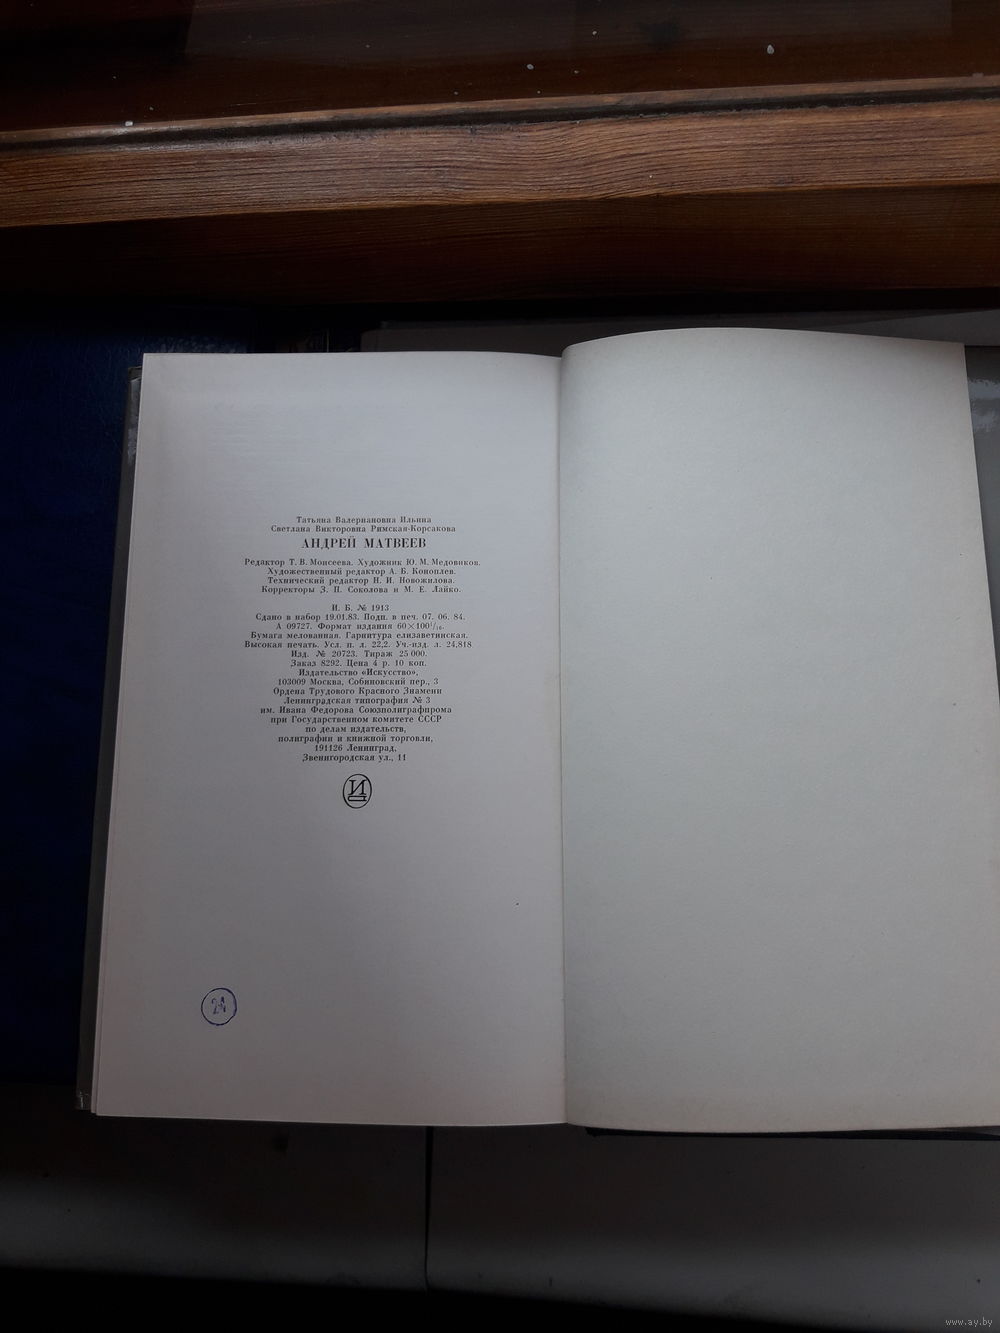 Татьяна Валериановна Ильина
Светлана Викторовна Римская-Корсакова
АНДРЕЙ МАТВЕЕВ
Редактор Т. В. Моисеева. Художник Ю. М. Медовиков.
Художественный редактор А. Б. Коноплев.
Технический редактор Н. И. Новожилова.
Корректоры З. П. Соколова и М. Е. Лайко.
И. Б. № 1913
Сдано в набор 19.01.83. Подп. в печ. 07. 06. 84.
А 09727. Формат издания 60×100¹/₁₆.
Бумага мелованная. Гарнитура елизаветинская.
Высокая печать. Усл. п. л. 22,2. Уч.-изд. л. 24,818
Изд. № 20723. Тираж 25 000.
Заказ 8292. Цена 4 р. 10 коп.
Издательство «Искусство»,
103009 Москва, Собиновский пер., 3
Ордена Трудового Красного Знамени
Ленинградская типография № 3
им. Ивана Федорова Союзполиграфпрома
при Государственном комитете СССР
по делам издательств,
полиграфии и книжной торговли,
191126 Ленинград,
Звенигородская ул., 11
И
24
www.ay.by